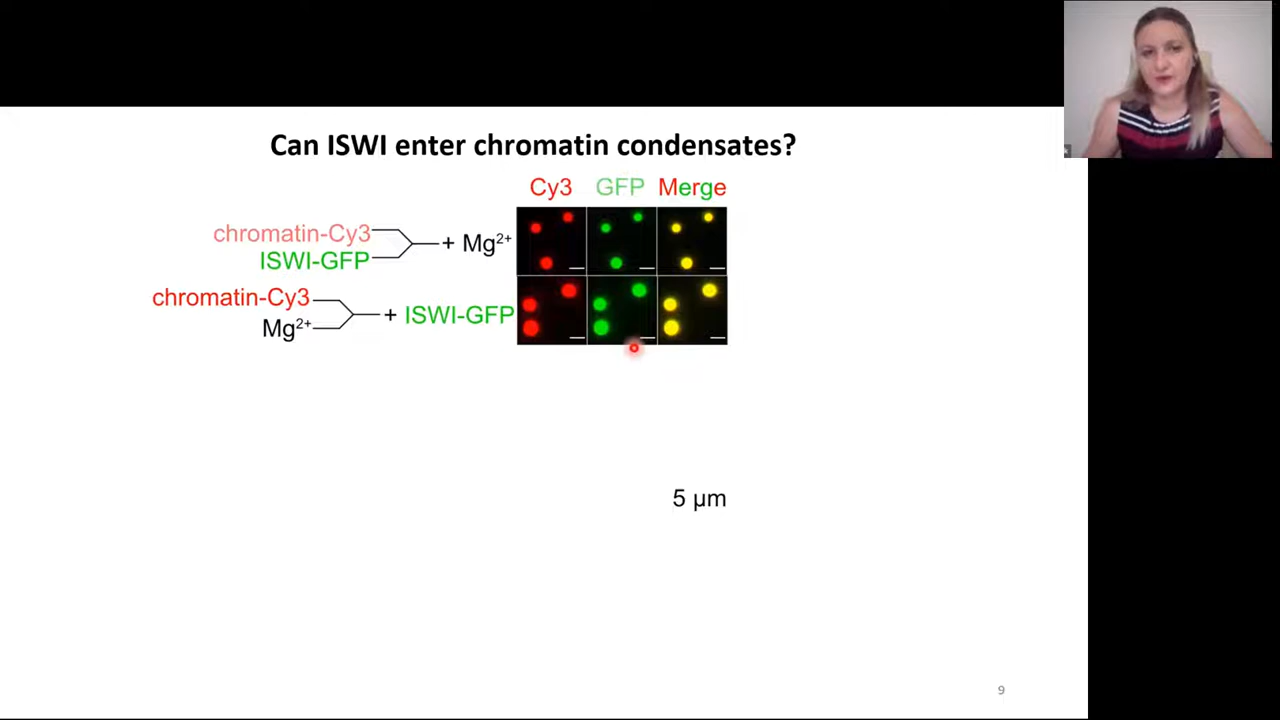 Can ISWI enter chromatin condensates?
Cy3 GFP Merge
chromatin-Cy3
ISWI-GFP
+ Mg²⁺
chromatin-Cy3
Mg²⁺
+ ISWI-GFP
5 µm
9